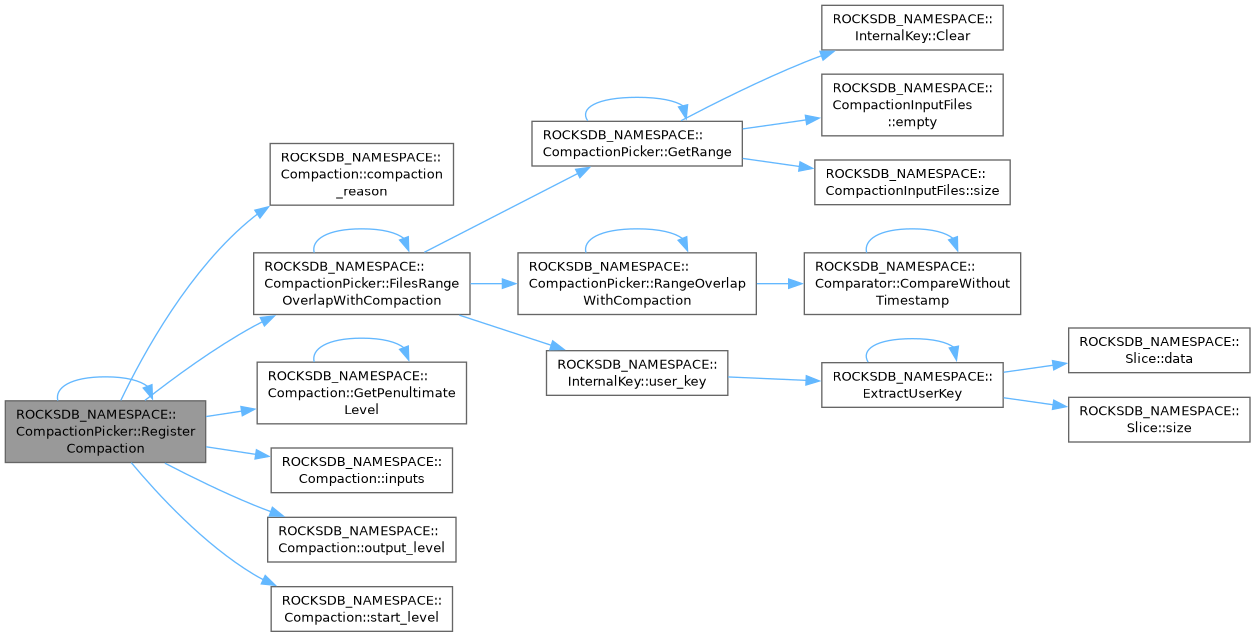 ROCKSDB_NAMESPACE::
CompactionPicker::Register
Compaction
ROCKSDB_NAMESPACE::
Compaction::compaction
_reason
ROCKSDB_NAMESPACE::
CompactionPicker::FilesRange
OverlapWithCompaction
ROCKSDB_NAMESPACE::
Compaction::GetPenultimate
Level
ROCKSDB_NAMESPACE::
Compaction::inputs
ROCKSDB_NAMESPACE::
Compaction::output_level
ROCKSDB_NAMESPACE::
Compaction::start_level
ROCKSDB_NAMESPACE::
CompactionPicker::GetRange
ROCKSDB_NAMESPACE::
CompactionPicker::RangeOverlap
WithCompaction
ROCKSDB_NAMESPACE::
InternalKey::user_key
ROCKSDB_NAMESPACE::
InternalKey::Clear
ROCKSDB_NAMESPACE::
CompactionInputFiles
::empty
ROCKSDB_NAMESPACE::
CompactionInputFiles::size
ROCKSDB_NAMESPACE::
Comparator::CompareWithout
Timestamp
ROCKSDB_NAMESPACE::
ExtractUserKey
ROCKSDB_NAMESPACE::
Slice::data
ROCKSDB_NAMESPACE::
Slice::size